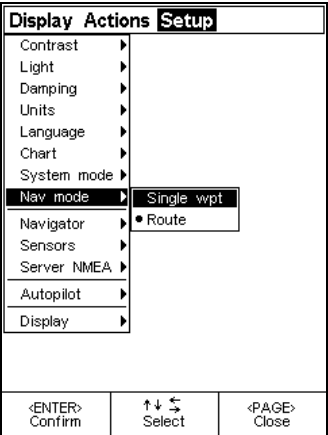 Display Actions Setup
Contrast
Light
Damping
Units
Language
Chart
System mode
Nav mode
Single wpt
Route
Navigator
Sensors
Server NMEA
Autopilot
Display
<ENTER> ↑↓ ⇆ <PAGE>
Confirm Select Close